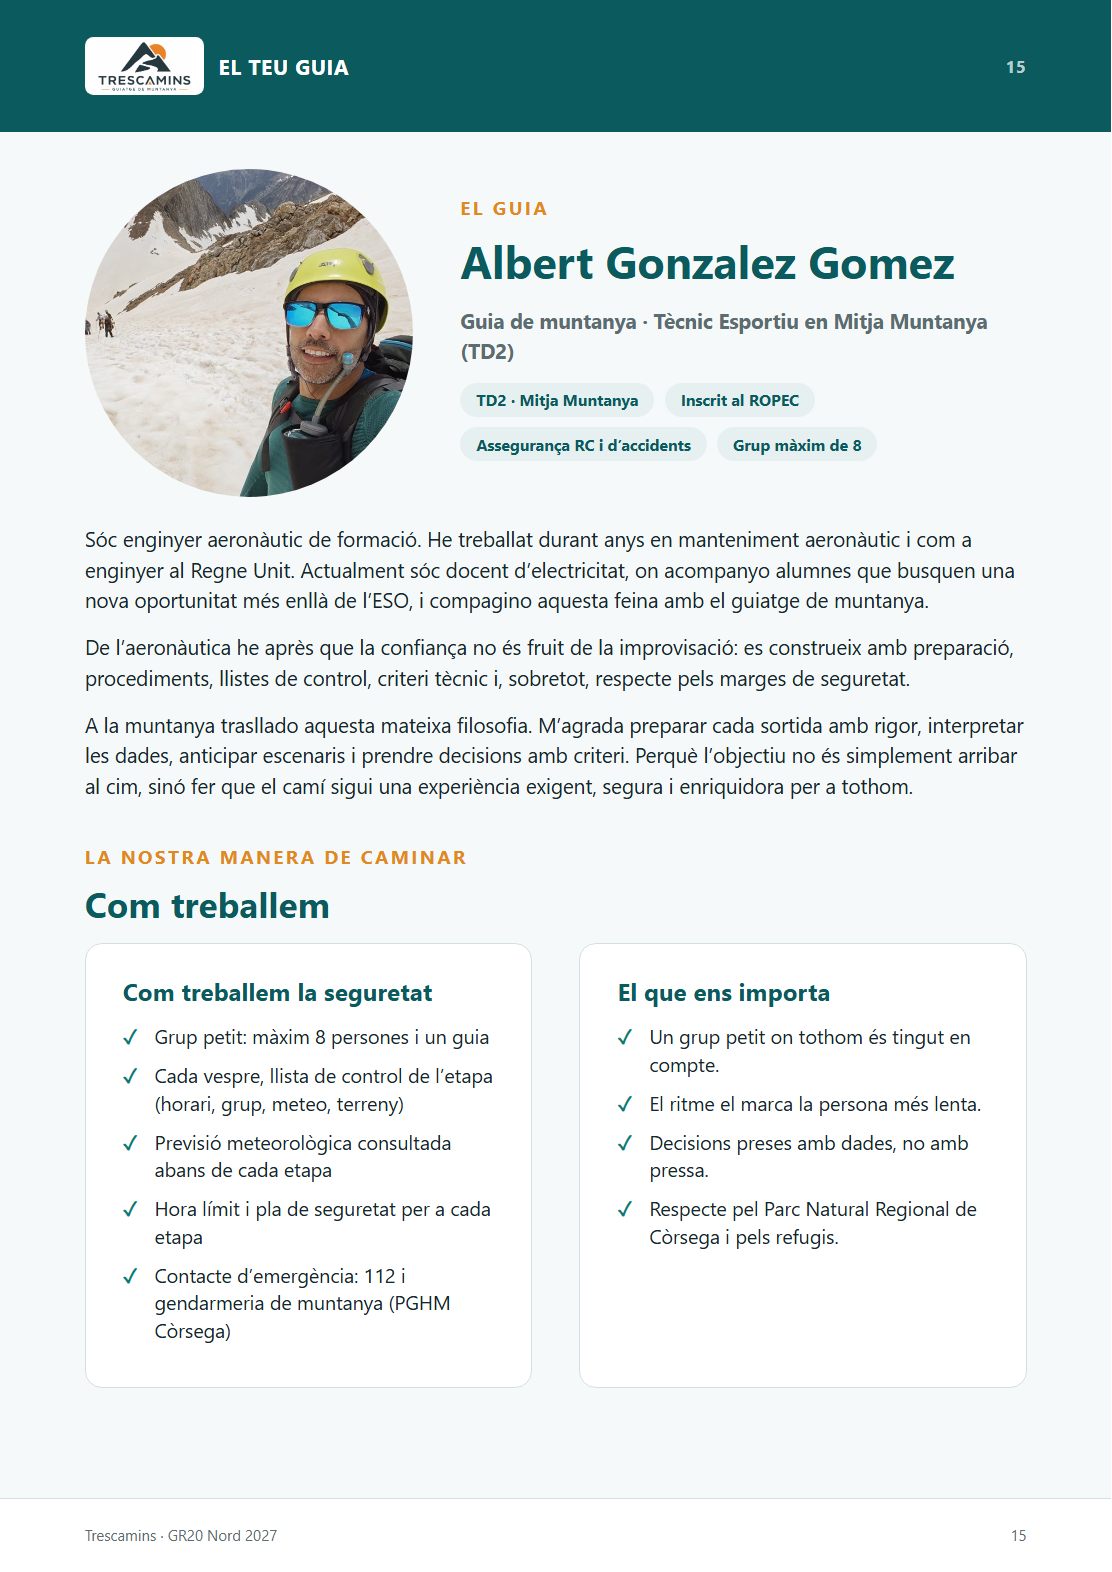 TRESCAMINS
GUIATGE DE MUNTANYA
EL TEU GUIA
15
EL GUIA
Albert Gonzalez Gomez
Guia de muntanya · Tècnic Esportiu en Mitja Muntanya
(TD2)
TD2 · Mitja Muntanya
Inscrit al ROPEC
Assegurança RC i d’accidents
Grup màxim de 8
Sóc enginyer aeronàutic de formació. He treballat durant anys en manteniment aeronàutic i com a
enginyer al Regne Unit. Actualment sóc docent d’electricitat, on acompanyo alumnes que busquen una
nova oportunitat més enllà de l’ESO, i compagino aquesta feina amb el guiatge de muntanya.
De l’aeronàutica he après que la confiança no és fruit de la improvisació: es construeix amb preparació,
procediments, llistes de control, criteri tècnic i, sobretot, respecte pels marges de seguretat.
A la muntanya trasllado aquesta mateixa filosofia. M’agrada preparar cada sortida amb rigor, interpretar
les dades, anticipar escenaris i prendre decisions amb criteri. Perquè l’objectiu no és simplement arribar
al cim, sinó fer que el camí sigui una experiència exigent, segura i enriquidora per a tothom.
LA NOSTRA MANERA DE CAMINAR
Com treballem
Com treballem la seguretat
✓ Grup petit: màxim 8 persones i un guia
✓ Cada vespre, llista de control de l’etapa
(horari, grup, meteo, terreny)
✓ Previsió meteorològica consultada
abans de cada etapa
✓ Hora límit i pla de seguretat per a cada
etapa
✓ Contacte d’emergència: 112 i
gendarmeria de muntanya (PGHM
Còrsega)
El que ens importa
✓ Un grup petit on tothom és tingut en
compte.
✓ El ritme el marca la persona més lenta.
✓ Decisions preses amb dades, no amb
pressa.
✓ Respecte pel Parc Natural Regional de
Còrsega i pels refugis.
Trescamins · GR20 Nord 2027
15